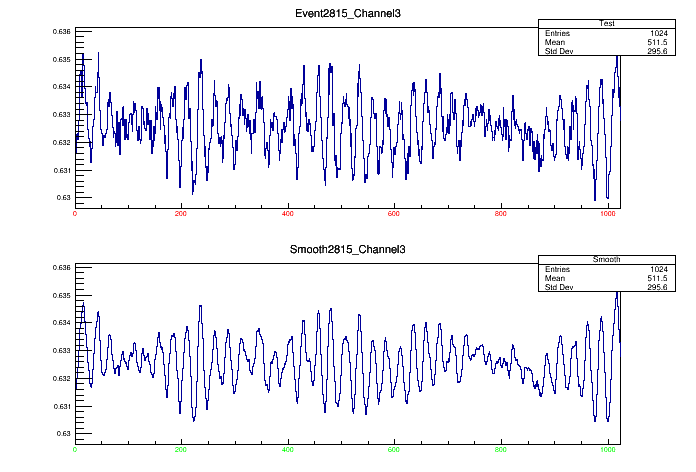 Event2815_Channel3
Test
Entries 1024
Mean 511.5
Std Dev 295.6
0.636
0.635
0.634
0.633
0.632
0.631
0.63
0 200 400 600 800 1000
Smooth2815_Channel3
Smooth
Entries 1024
Mean 511.5
Std Dev 295.6
0.636
0.635
0.634
0.633
0.632
0.631
0.63
0 200 400 600 800 1000